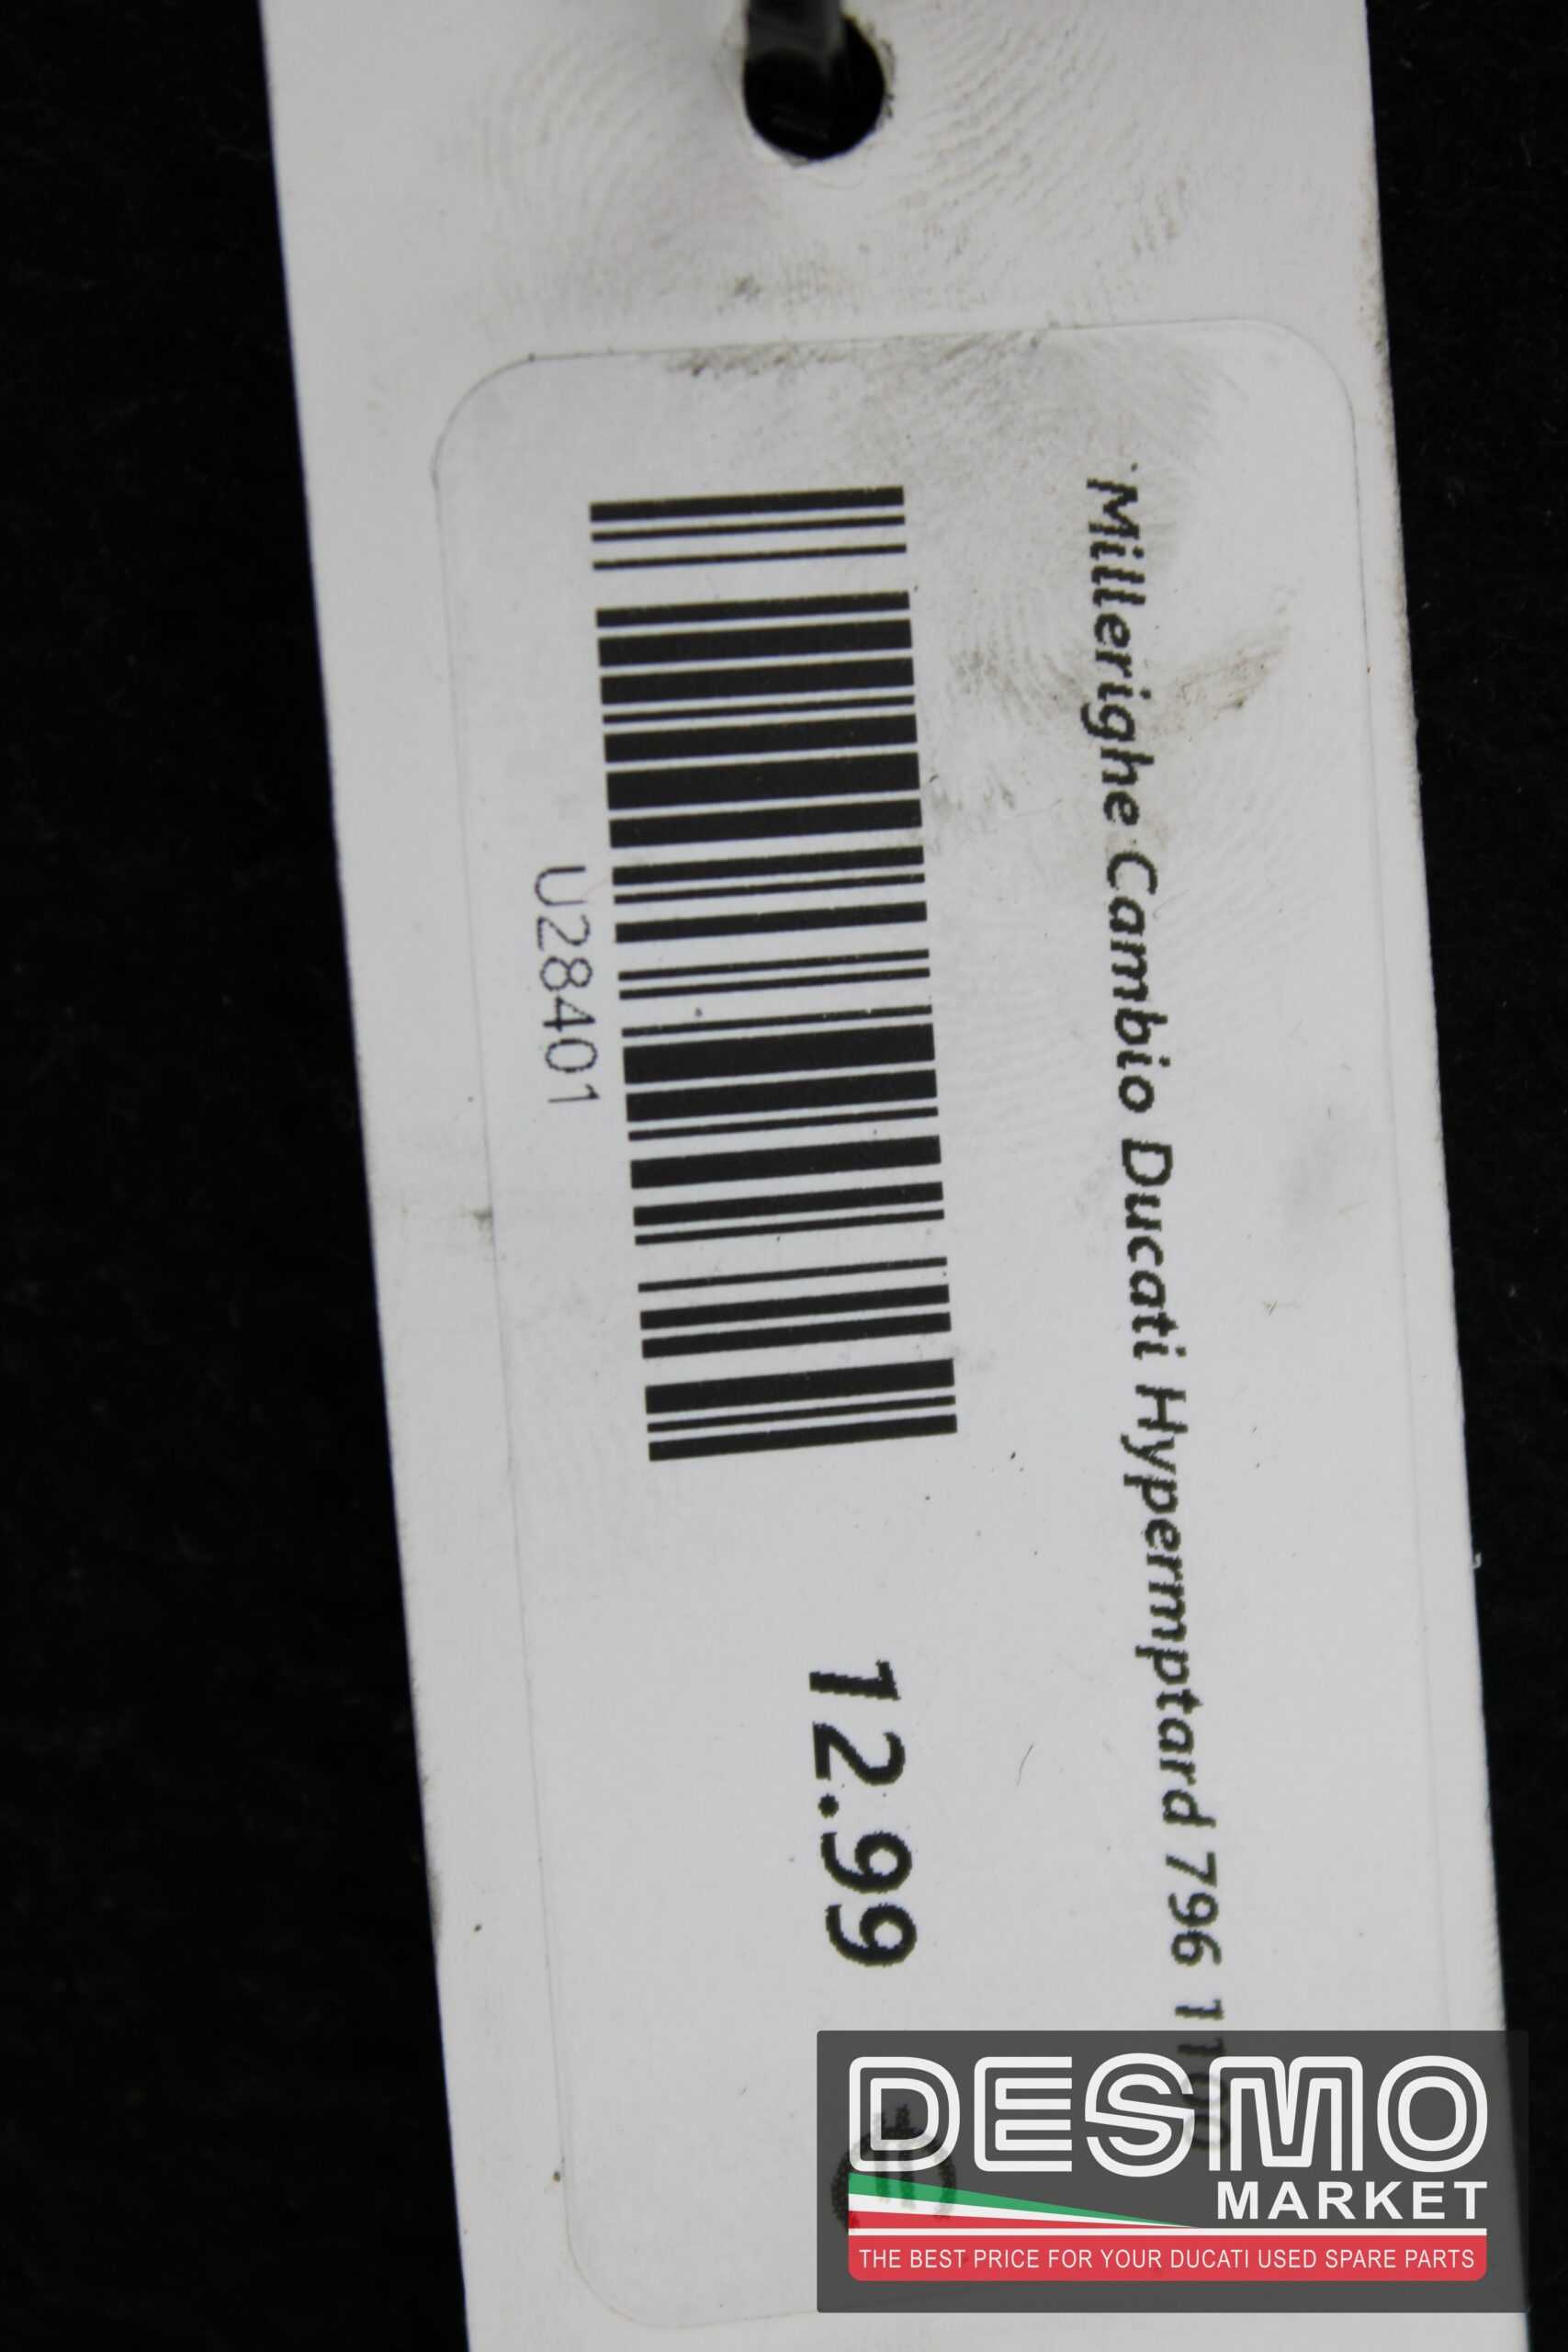 Millerighe Cambio Ducati Hypermptard 796 1100
12.99 €
U28401
DESMO
MARKET
THE BEST PRICE FOR YOUR DUCATI USED SPARE PARTS